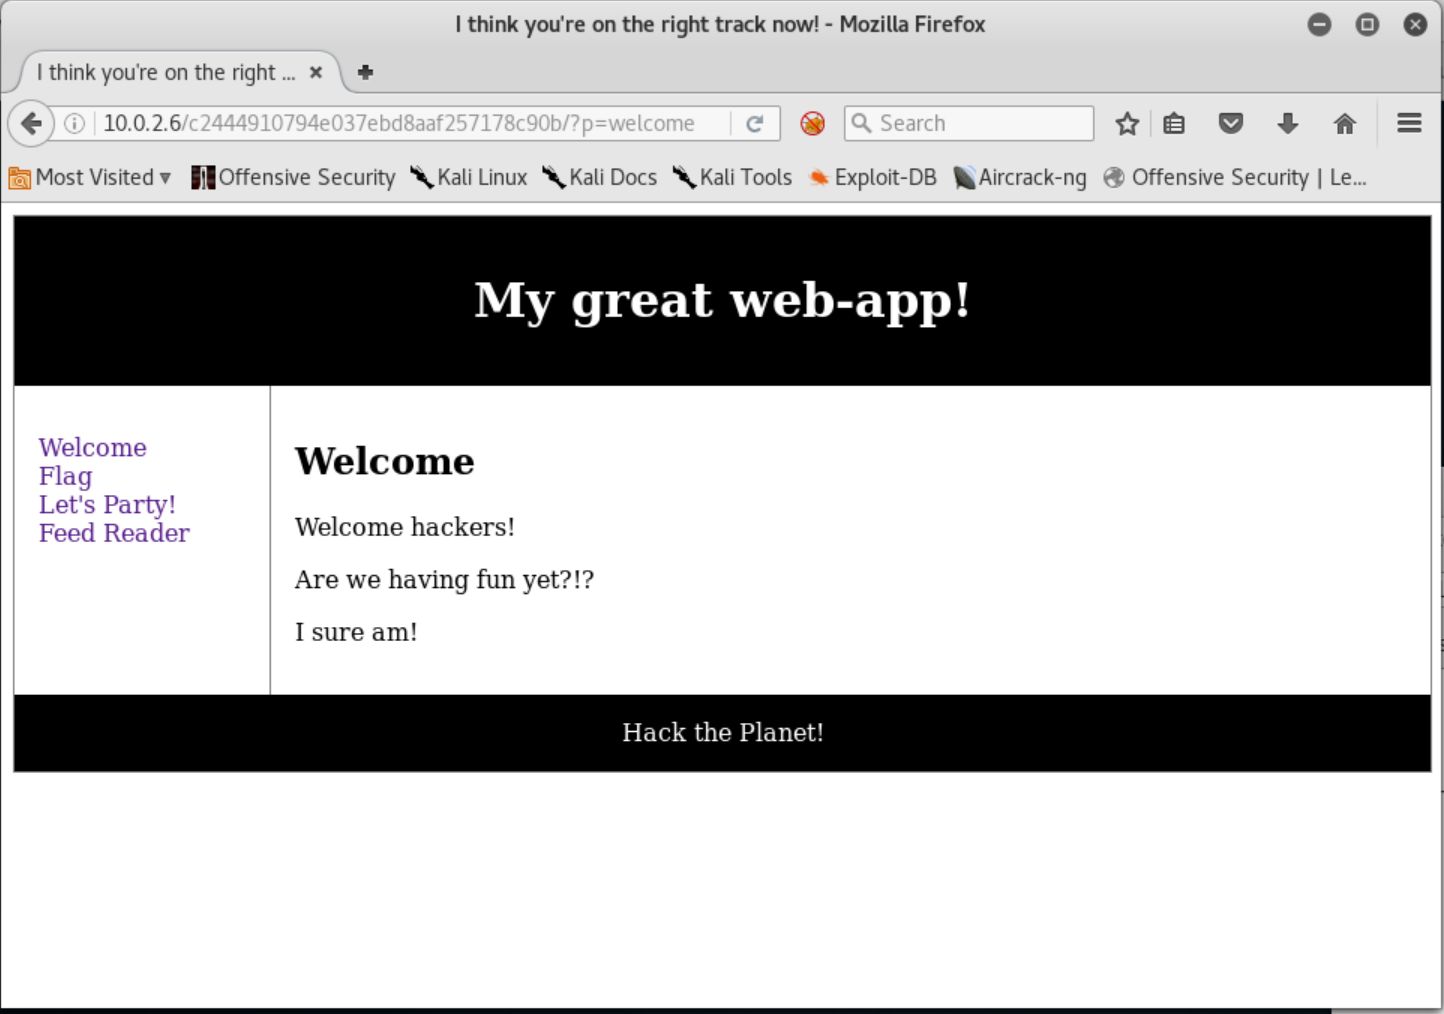 I think you're on the right track now! - Mozilla Firefox
I think you're on the right ...
10.0.2.6/c2444910794e037ebd8aaf257178c90b/?p=welcome
Search
Most Visited Offensive Security Kali Linux Kali Docs Kali Tools Exploit-DB Aircrack-ng Offensive Security | Le...
My great web-app!
Welcome
Flag
Let's Party!
Feed Reader
Welcome
Welcome hackers!
Are we having fun yet?!?
I sure am!
Hack the Planet!